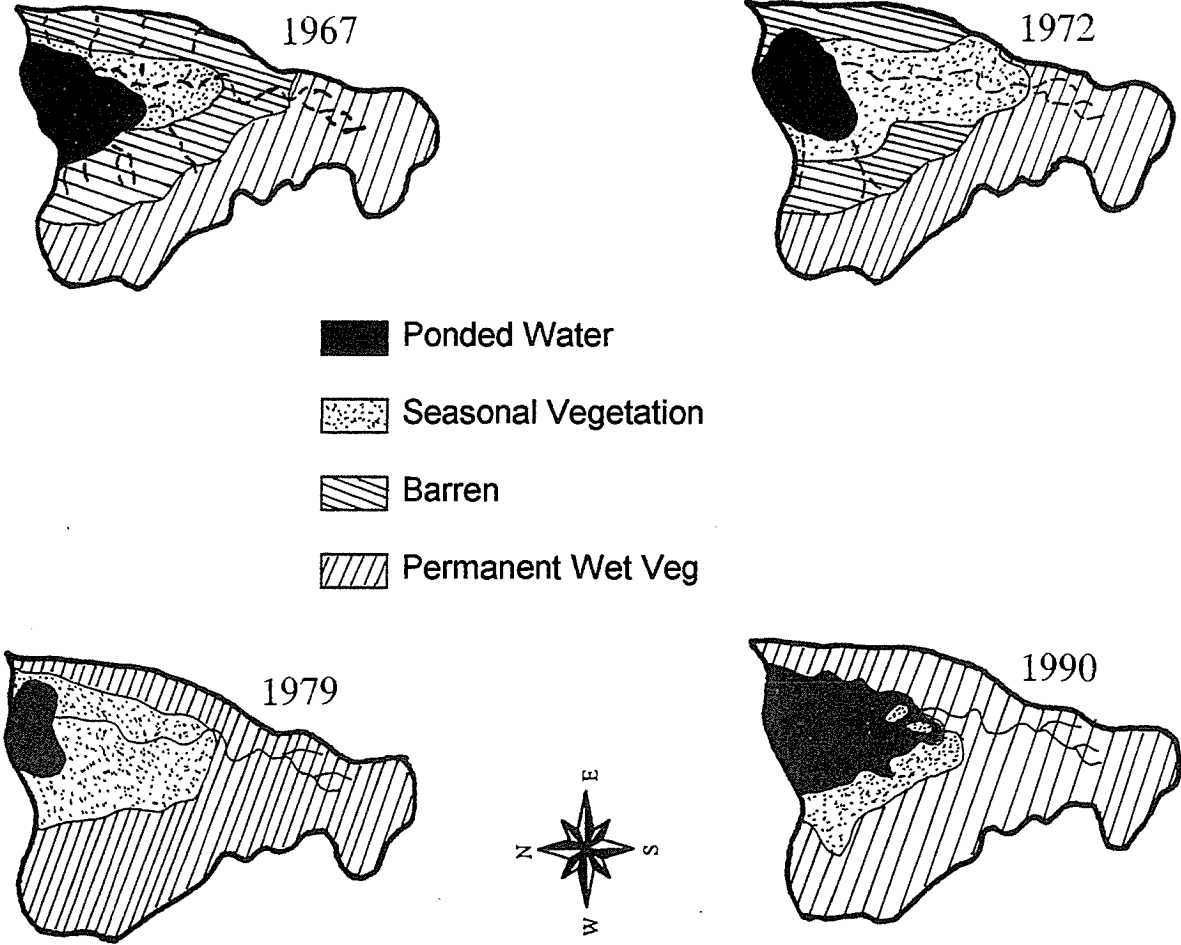 1967
1972
Ponded Water
Seasonal Vegetation
Barren
Permanent Wet Veg
1979
1990
E
N
S
W